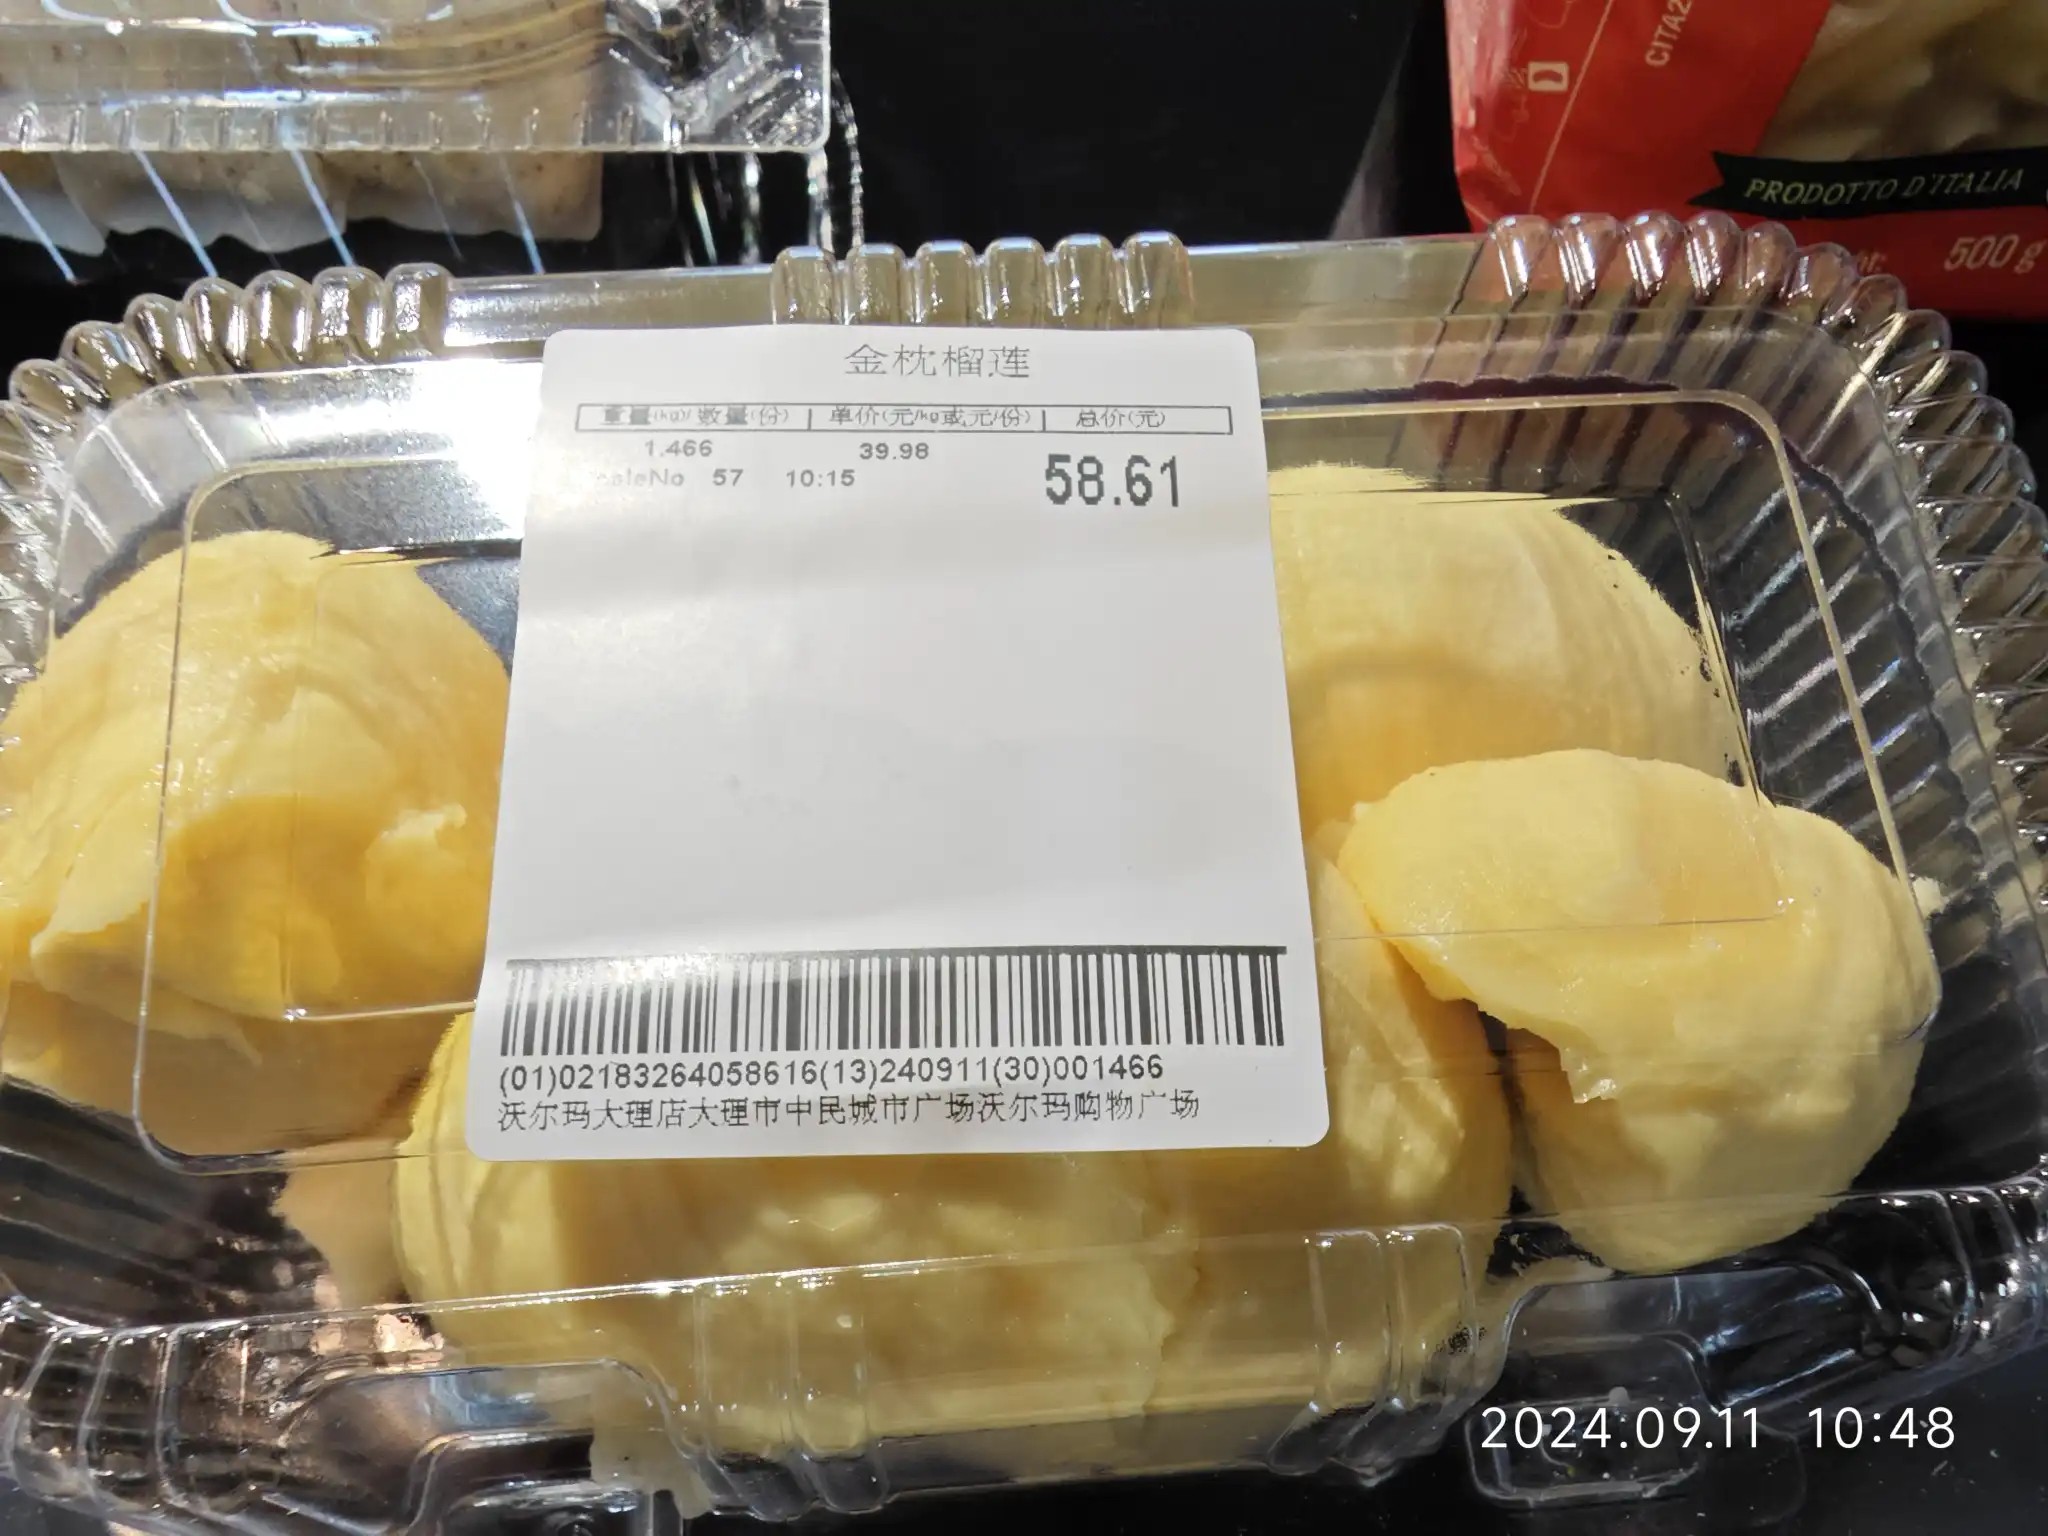 CITA2
PRODOTTO D'ITALIA
500 g
金枕榴莲
重量(kg)/数量(份) | 单价(元/kg或元/份) | 总价(元)
1.466 39.98 58.61
57 10:15
(01)02183264058616(13)240911(30)001466
沃尔玛大理店大理市中民城市广场沃尔玛购物广场
2024.09.11 10:48